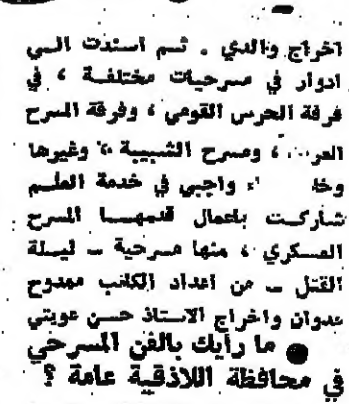 اخراج والدي . ثم اسندت الي
ادوار في مسرحيات مختلفة ، في
فرقة الحرس القومي ، وفرقة المسرح
، ومسرح الشبيبة ، وغيرها
واجبي في خدمة العلم
شاركت باعمال قدمها المسرح
العسكري ، منها مسرحية ـ ليلة
القتل ـ من اعداد الكاتب ممدوح
عدوان واخراج الاستاذ حسن عويتي
● ما رأيك بالفن المسرحي
في محافظة اللاذقية عامة ؟